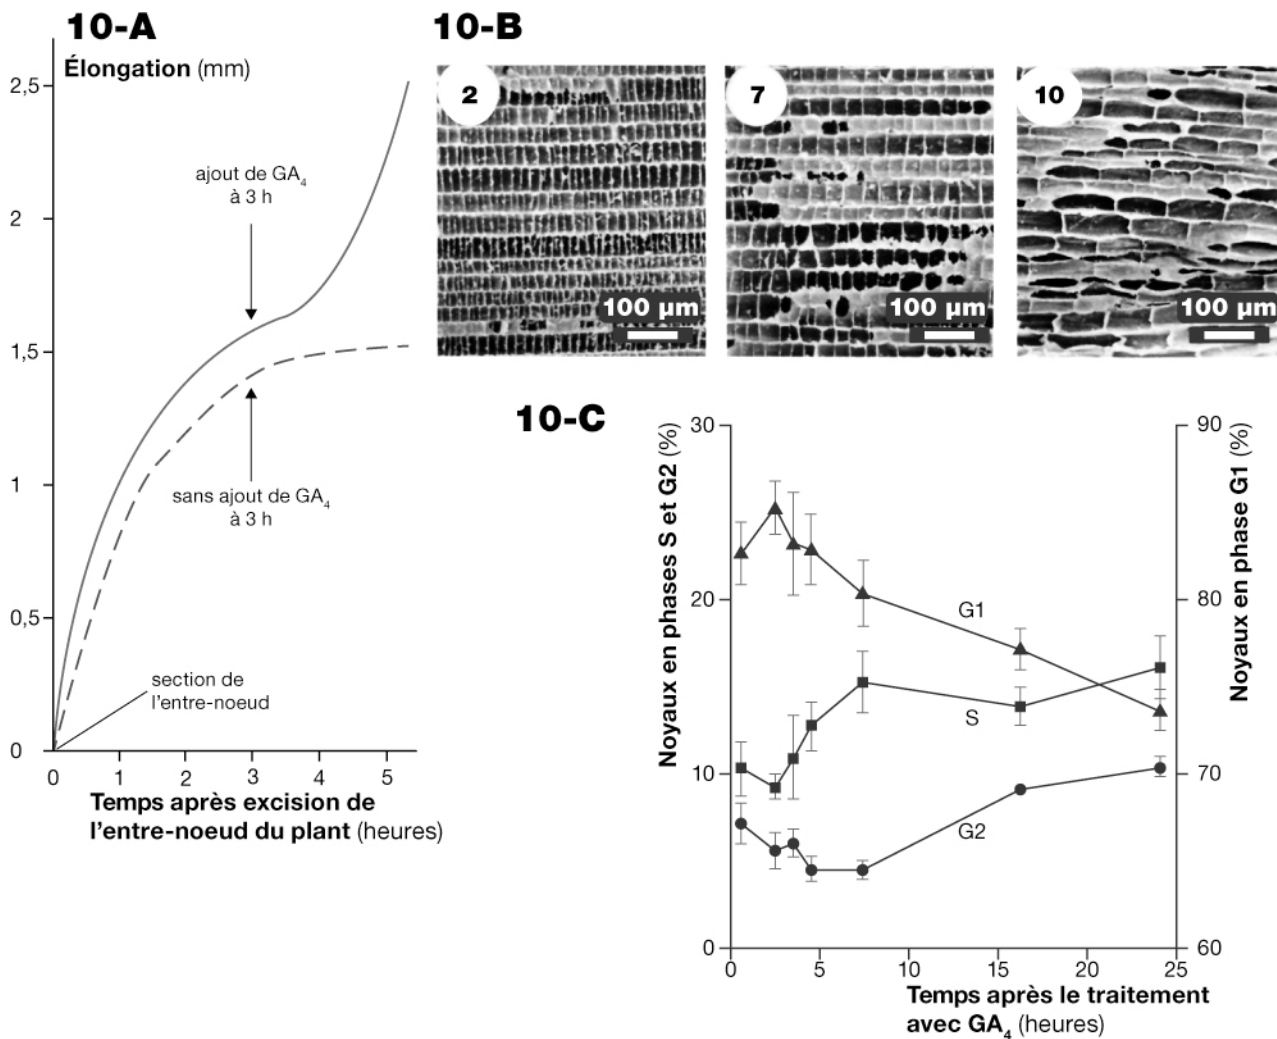 10-A
Élongation (mm)
2,5
2
1,5
1
0,5
0
ajout de GA₄
à 3 h
sans ajout de GA₄
à 3 h
section de
l'entre-noeud
0 1 2 3 4 5
Temps après excision de
l'entre-noeud du plant (heures)
10-B
2
100 µm
7
100 µm
10
100 µm
10-C
Noyaux en phases S et G2 (%)
30
20
10
0
G1
S
G2
Noyaux en phase G1 (%)
90
80
70
60
0 5 10 15 20 25
Temps après le traitement
avec GA₄ (heures)